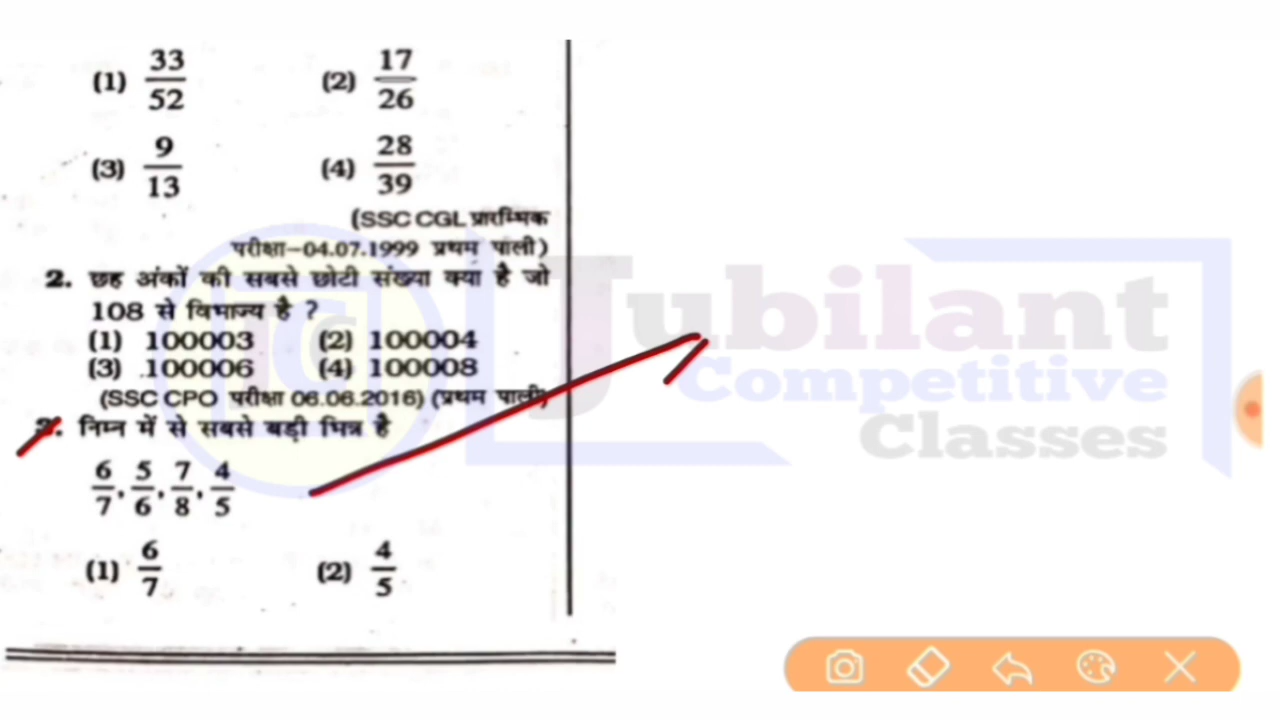 (1) 33/52 (2) 17/26
(3) 9/13 (4) 28/39
(SSC CGL प्रारम्भिक
परीक्षा–04.07.1999 प्रथम पाली)
2. छह अंकों की सबसे छोटी संख्या क्या है जो
108 से विभाज्य है ?
(1) 100003 (2) 100004
(3) 100006 (4) 100008
(SSC CPO परीक्षा 06.06.2016) (प्रथम पाली)
3. निम्न में से सबसे बड़ी भिन्न है
6/7, 5/6, 7/8, 4/5
(1) 6/7 (2) 4/5
Jubilant
Competitive
Classes